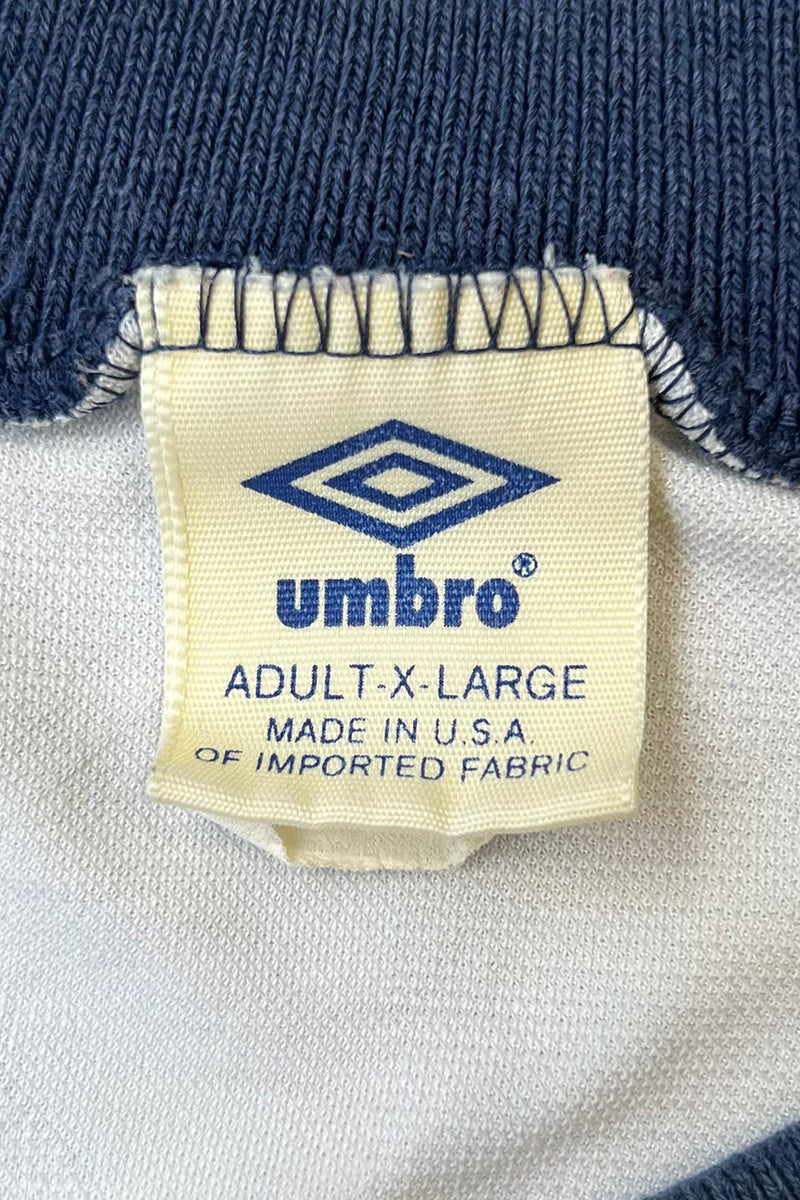 umbro®
ADULT-X-LARGE
MADE IN U.S.A.
OF IMPORTED FABRIC